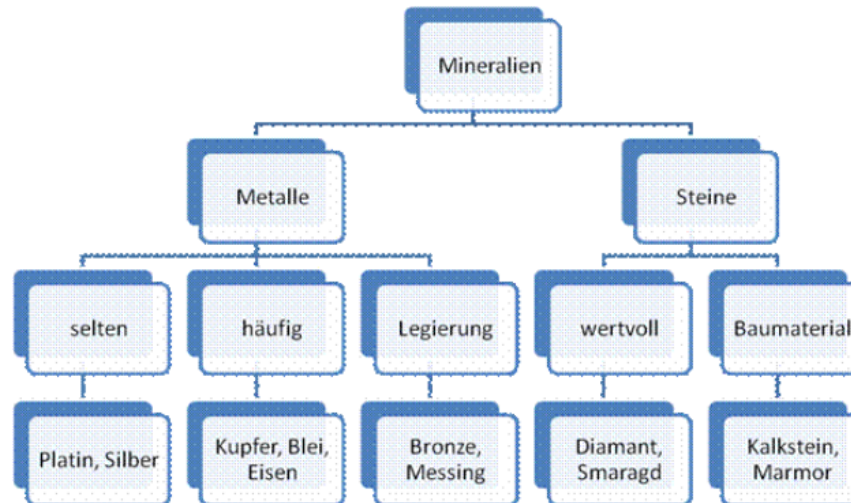 Mineralien
Metalle
Steine
selten
häufig
Legierung
wertvoll
Baumaterial
Platin, Silber
Kupfer, Blei,
Eisen
Bronze,
Messing
Diamant,
Smaragd
Kalkstein,
Marmor